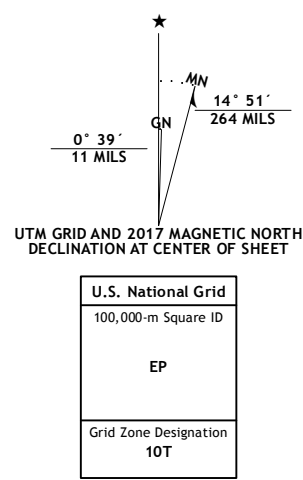 MN
14° 51´
264 MILS
GN
0° 39´
11 MILS
UTM GRID AND 2017 MAGNETIC NORTH
DECLINATION AT CENTER OF SHEET
U.S. National Grid
100,000-m Square ID
EP
Grid Zone Designation
10T